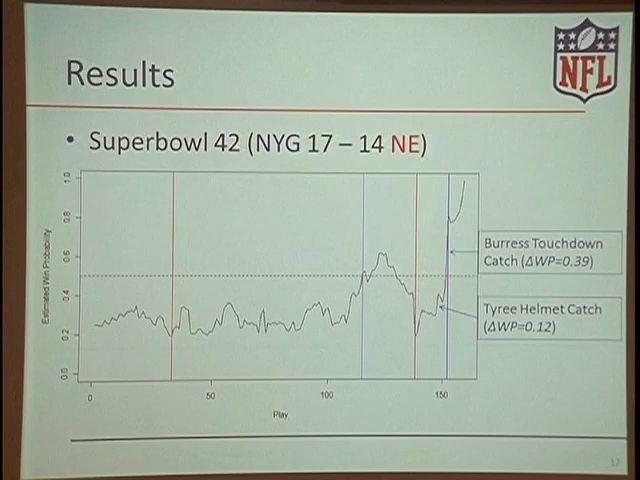 NFL
Results
• Superbowl 42 (NYG 17 – 14 NE)
Estimated Win Probability
1.0
0.8
0.6
0.4
0.2
0.0
Burress Touchdown
Catch (ΔWP=0.39)
Tyree Helmet Catch
(ΔWP=0.12)
0
50
100
150
Play
17